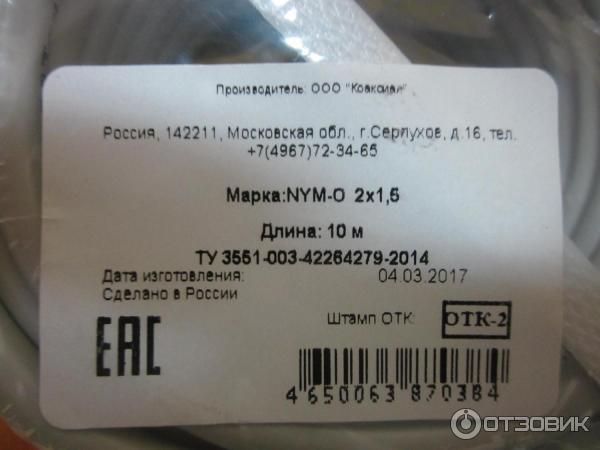 Производитель: ООО "Коаксиал"
Россия, 142211, Московская обл., г.Серпухов, д.16, тел.
+7(4967)72-34-65
Марка:NYM-O 2x1,5
Длина: 10 м
ТУ 3551-003-42264279-2014
Дата изготовления: 04.03.2017
Сделано в России
ЕАС
Штамп ОТК: ОТК-2
4 650063 870384
ОТЗОВИК